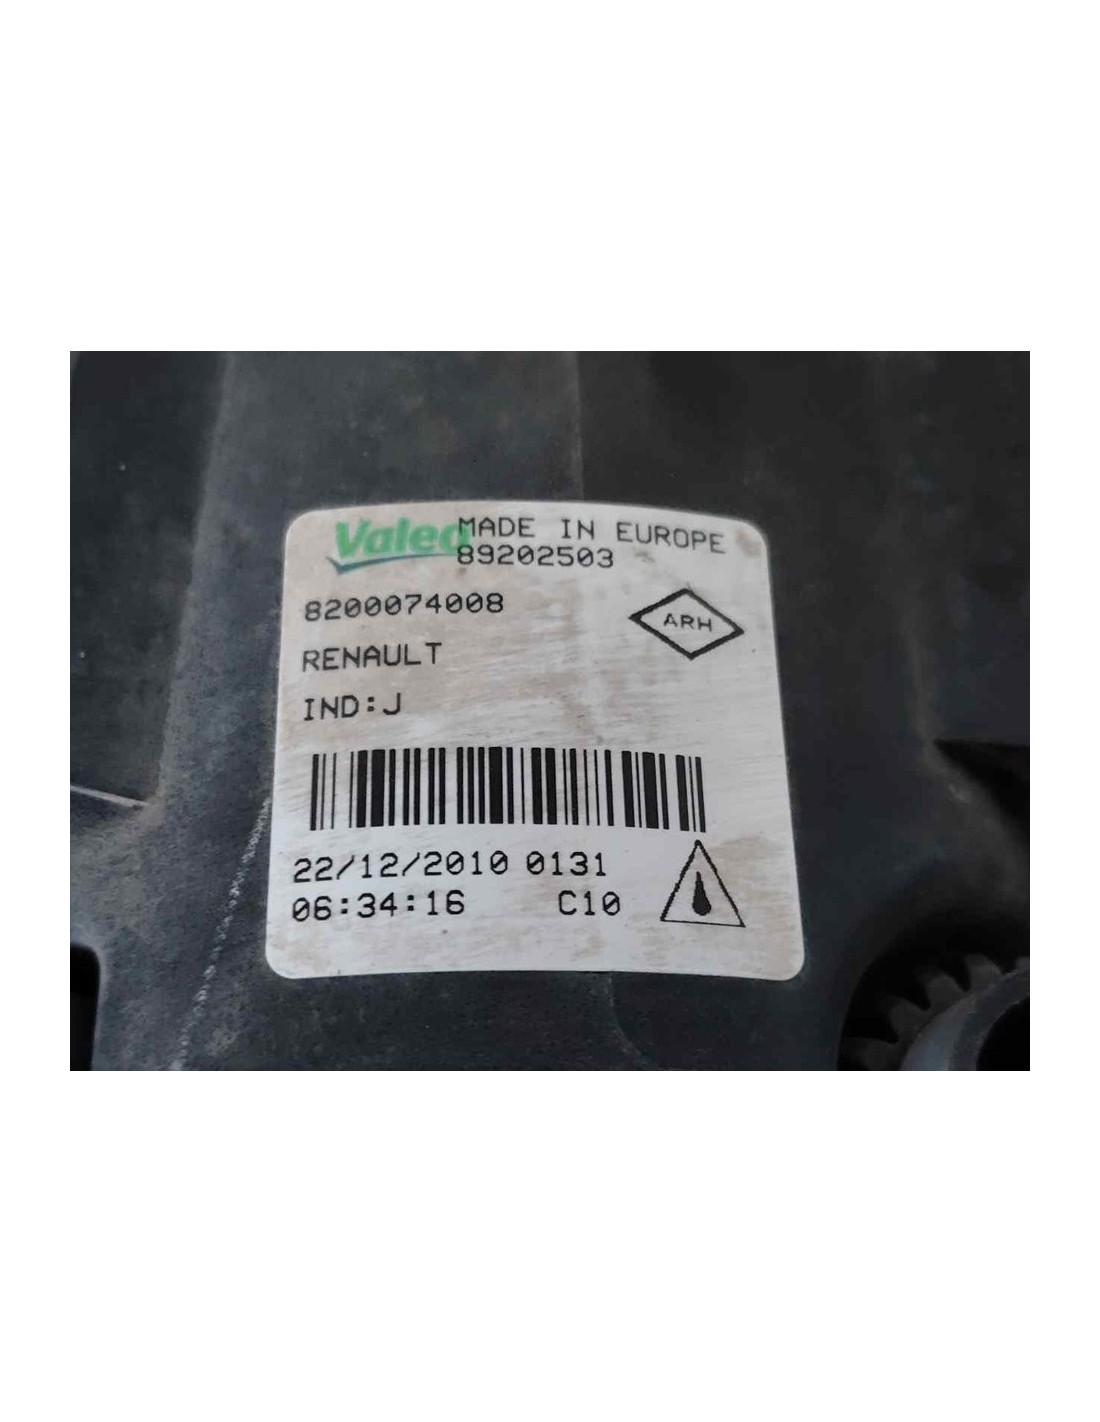 Valeo MADE IN EUROPE
89202503
8200074008
ARH
RENAULT
IND:J
22/12/2010 0131
06:34:16 C10